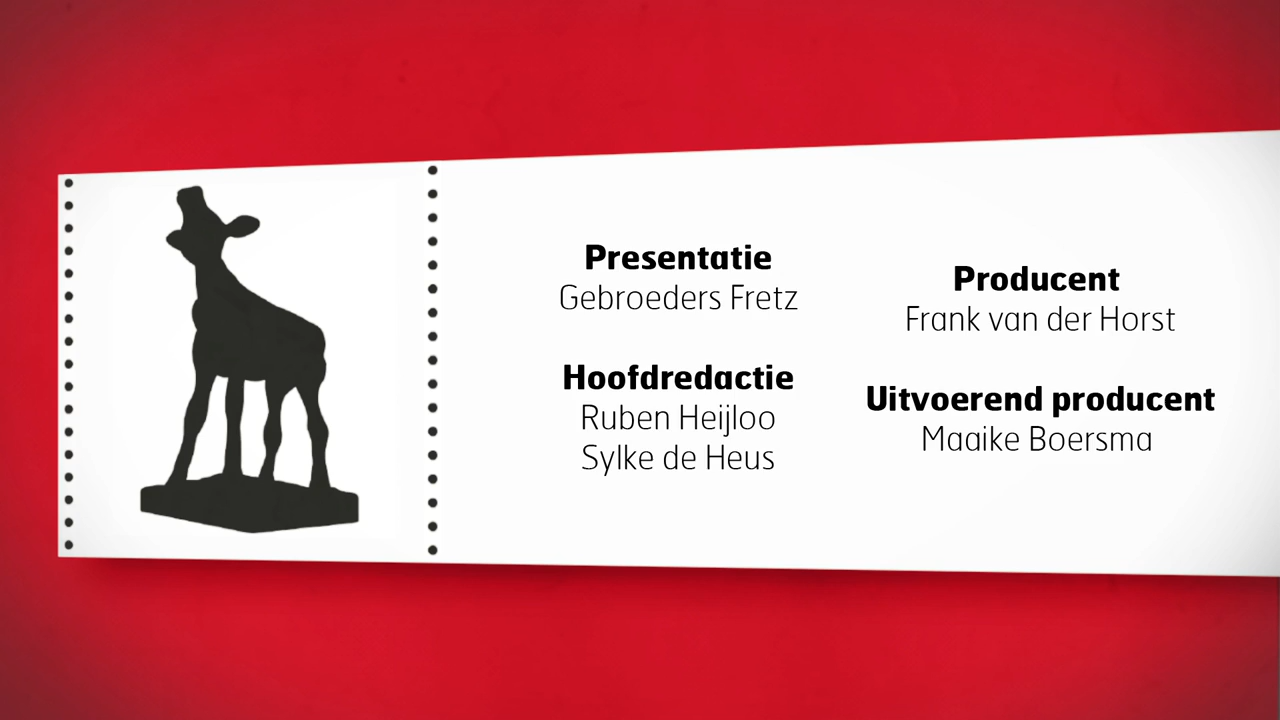 Presentatie
Gebroeders Fretz
Hoofdredactie
Ruben Heijloo
Sylke de Heus
Producent
Frank van der Horst
Uitvoerend producent
Maaike Boersma